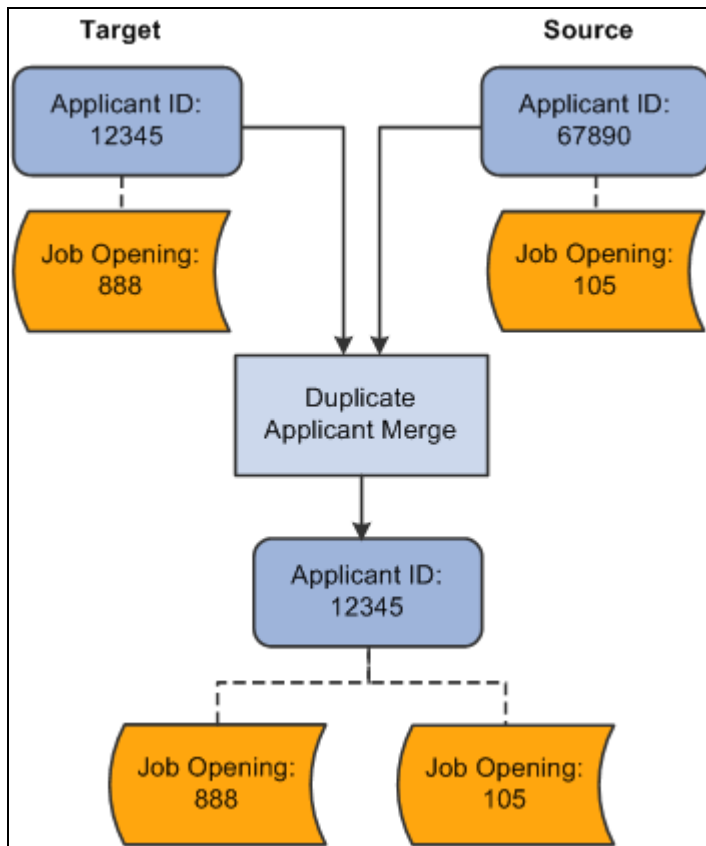 Target
Source
Applicant ID:
12345
Applicant ID:
67890
Job Opening:
888
Job Opening:
105
Duplicate
Applicant Merge
Applicant ID:
12345
Job Opening:
888
Job Opening:
105